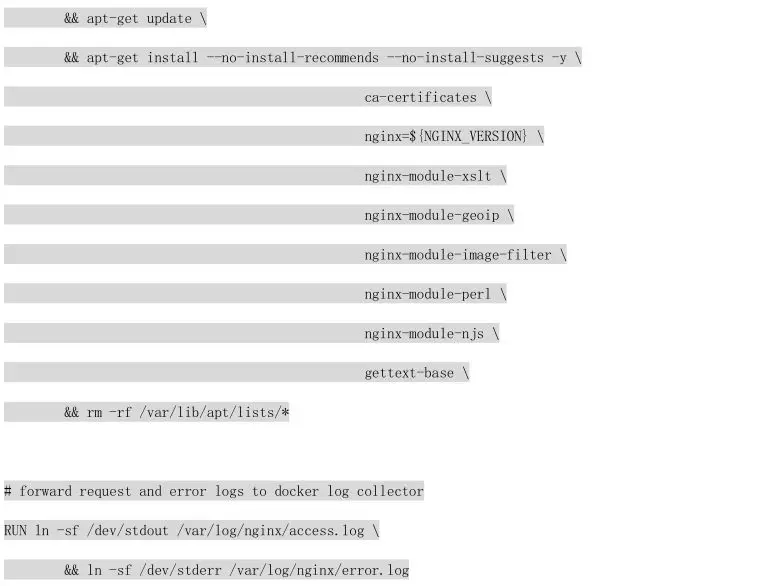 && apt-get update \
&& apt-get install --no-install-recommends --no-install-suggests -y \
ca-certificates \
nginx=${NGINX_VERSION} \
nginx-module-xslt \
nginx-module-geoip \
nginx-module-image-filter \
nginx-module-perl \
nginx-module-njs \
gettext-base \
&& rm -rf /var/lib/apt/lists/*
# forward request and error logs to docker log collector
RUN ln -sf /dev/stdout /var/log/nginx/access.log \
&& ln -sf /dev/stderr /var/log/nginx/error.log